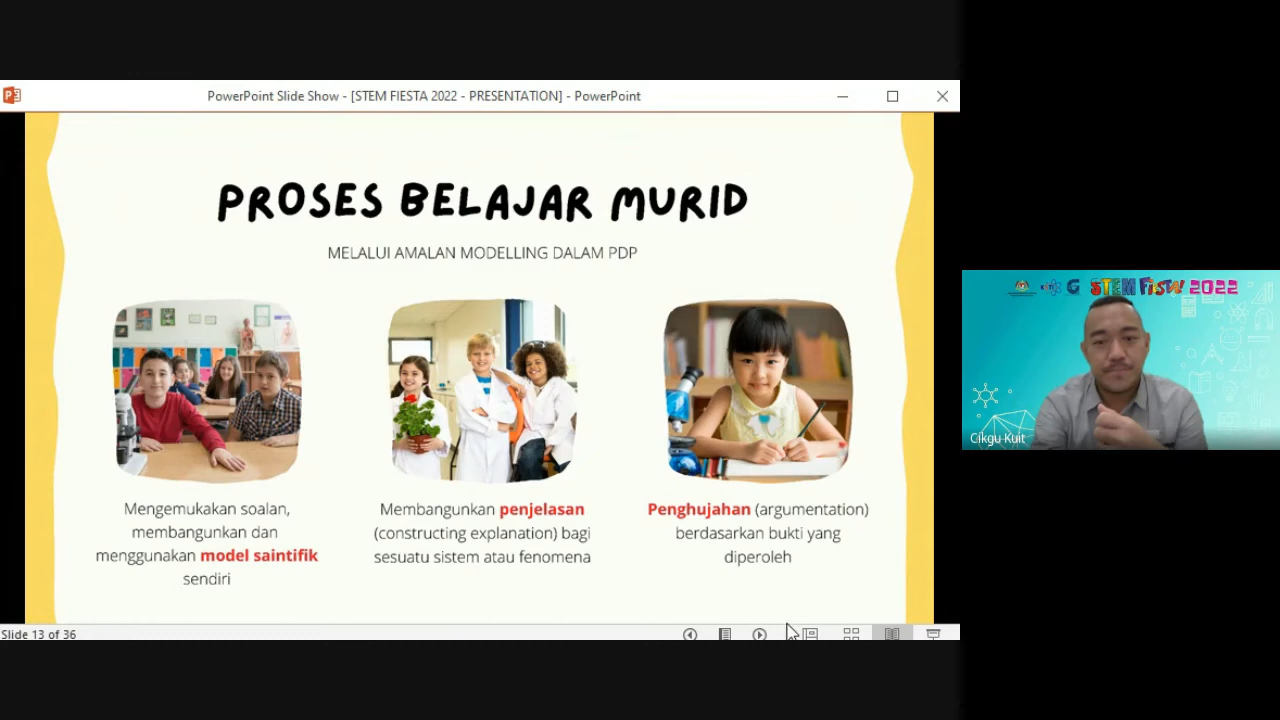 PowerPoint Slide Show - [STEM FIESTA 2022 - PRESENTATION] - PowerPoint
PROSES BELAJAR MURID
MELALUI AMALAN MODELLING DALAM PDP
Mengemukakan soalan,
membangunkan dan
menggunakan model saintifik
sendiri
Membangunkan penjelasan
(constructing explanation) bagi
sesuatu sistem atau fenomena
Penghujahan (argumentation)
berdasarkan bukti yang
diperoleh
Slide 13 of 36
STEM FiESta 2022
Cikgu Kuit